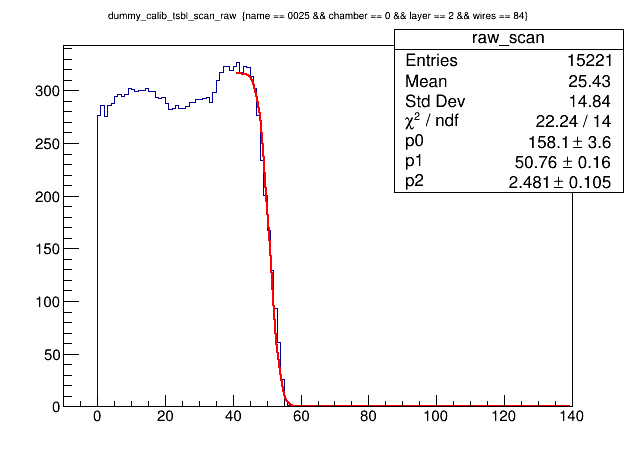 dummy_calib_tsbl_scan_raw {name == 0025 && chamber == 0 && layer == 2 && wires == 84}
raw_scan
Entries 15221
Mean 25.43
Std Dev 14.84
χ² / ndf 22.24 / 14
p0 158.1 ± 3.6
p1 50.76 ± 0.16
p2 2.481 ± 0.105
300
250
200
150
100
50
0
0 20 40 60 80 100 120 140